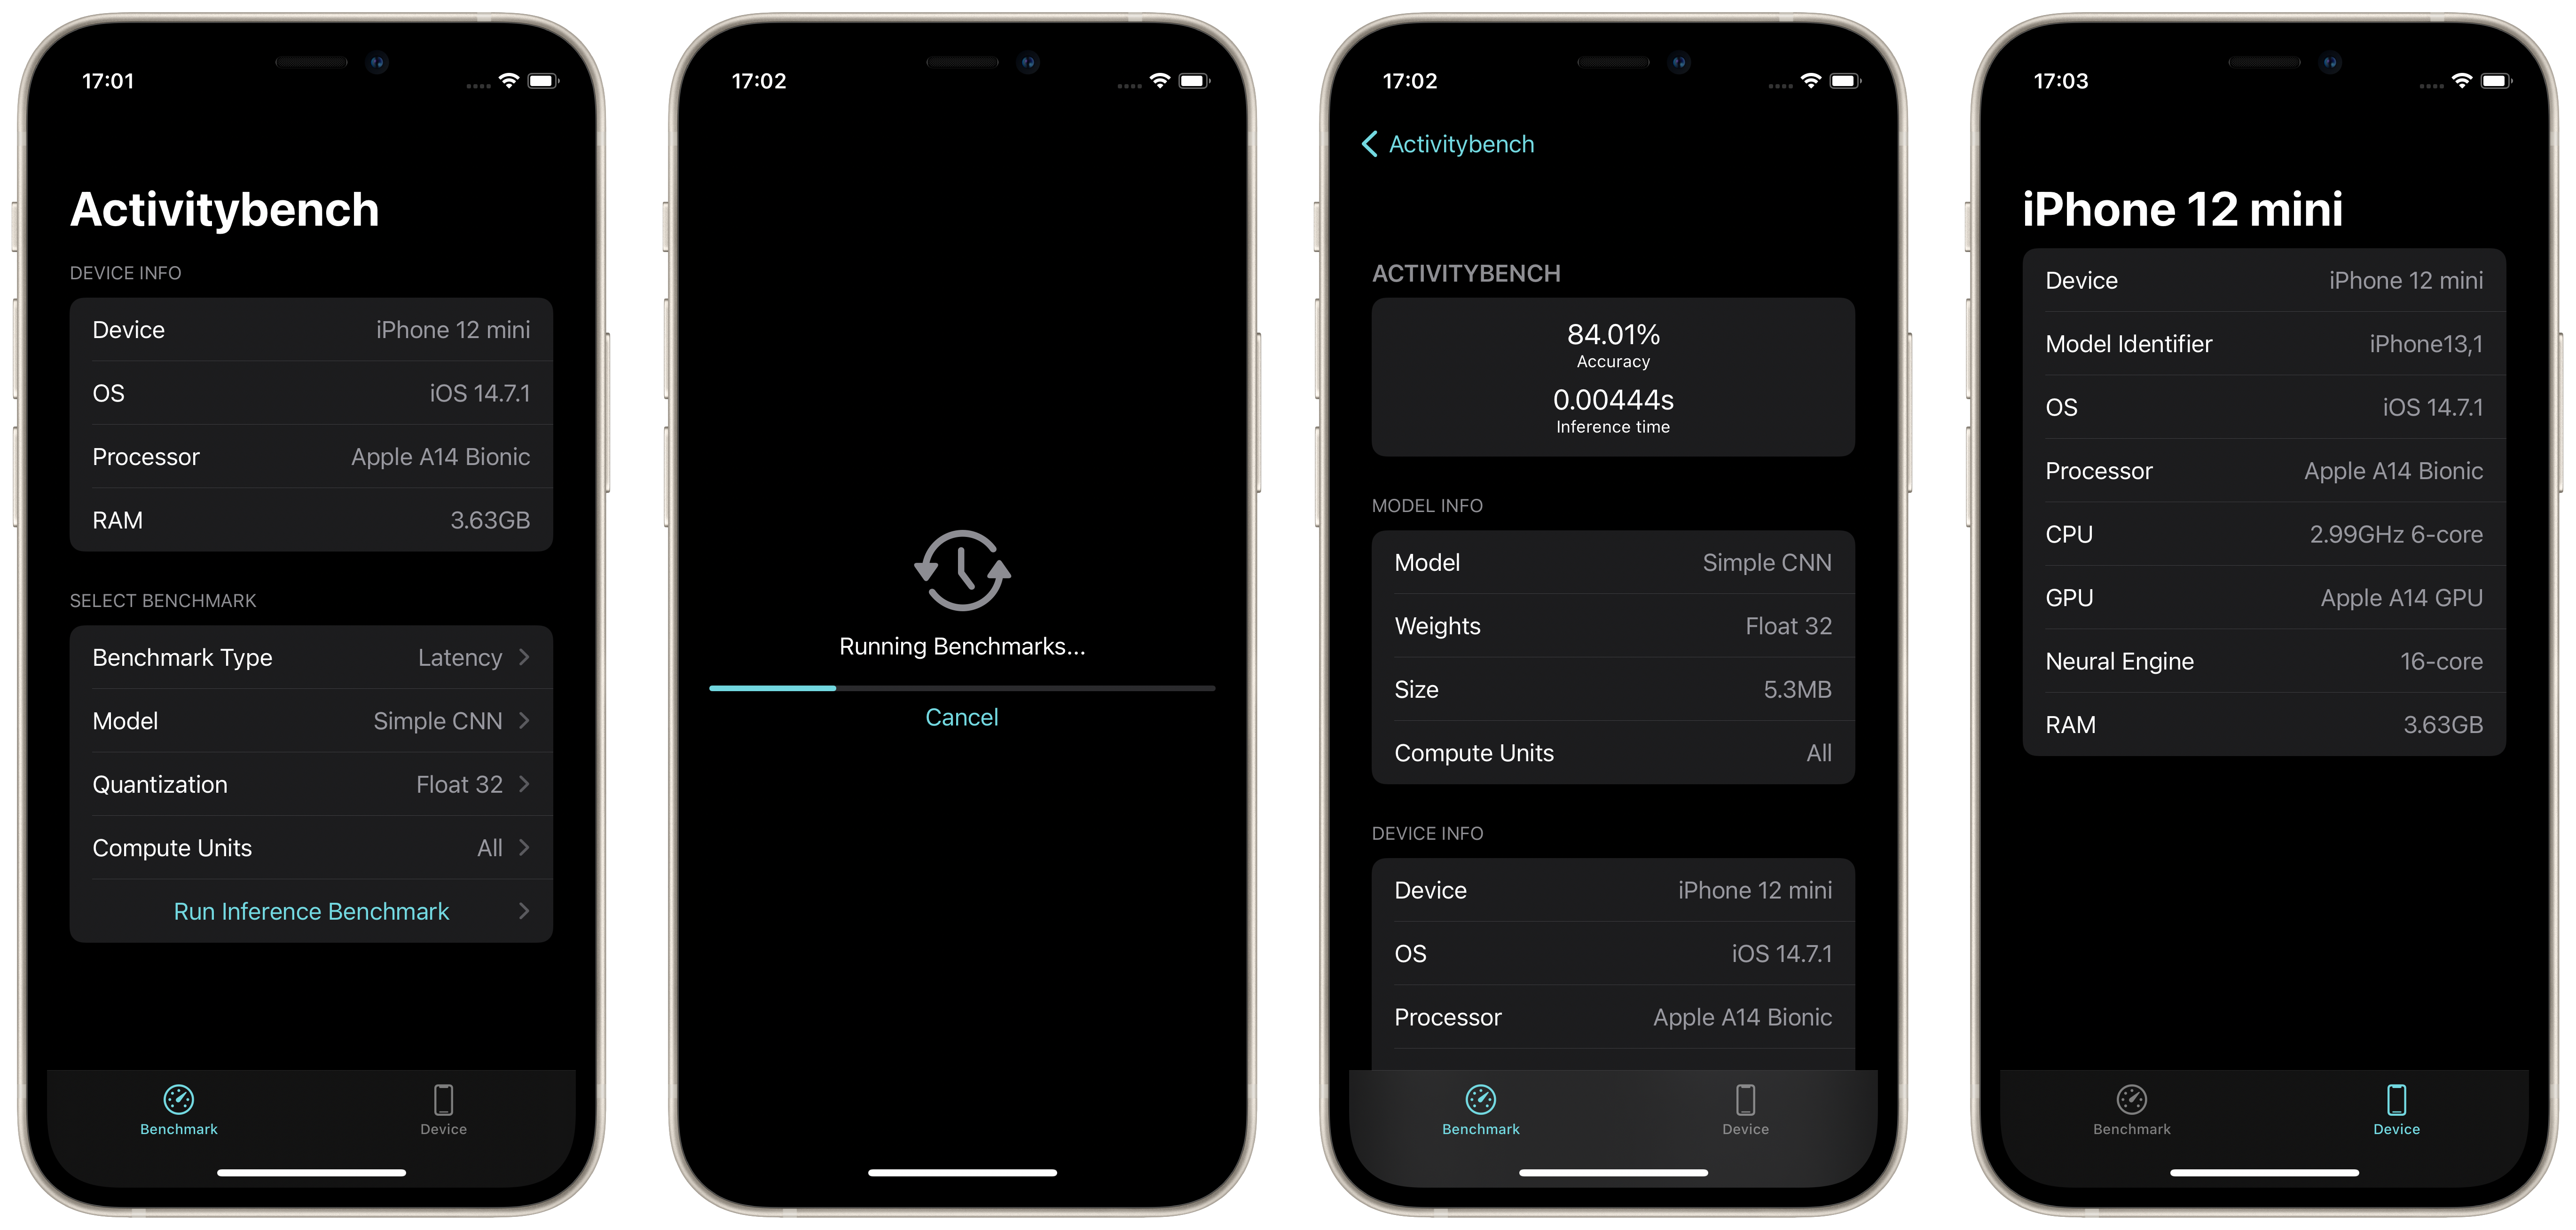 17:01
Activitybench
DEVICE INFO
Device iPhone 12 mini
OS iOS 14.7.1
Processor Apple A14 Bionic
RAM 3.63GB
SELECT BENCHMARK
Benchmark Type Latency
Model Simple CNN
Quantization Float 32
Compute Units All
Run Inference Benchmark
Benchmark Device
17:02
Running Benchmarks...
Cancel
17:02
Activitybench
ACTIVITYBENCH
84.01%
Accuracy
0.00444s
Inference time
MODEL INFO
Model Simple CNN
Weights Float 32
Size 5.3MB
Compute Units All
DEVICE INFO
Device iPhone 12 mini
OS iOS 14.7.1
Processor Apple A14 Bionic
Benchmark Device
17:03
iPhone 12 mini
Device iPhone 12 mini
Model Identifier iPhone13,1
OS iOS 14.7.1
Processor Apple A14 Bionic
CPU 2.99GHz 6-core
GPU Apple A14 GPU
Neural Engine 16-core
RAM 3.63GB
Benchmark Device